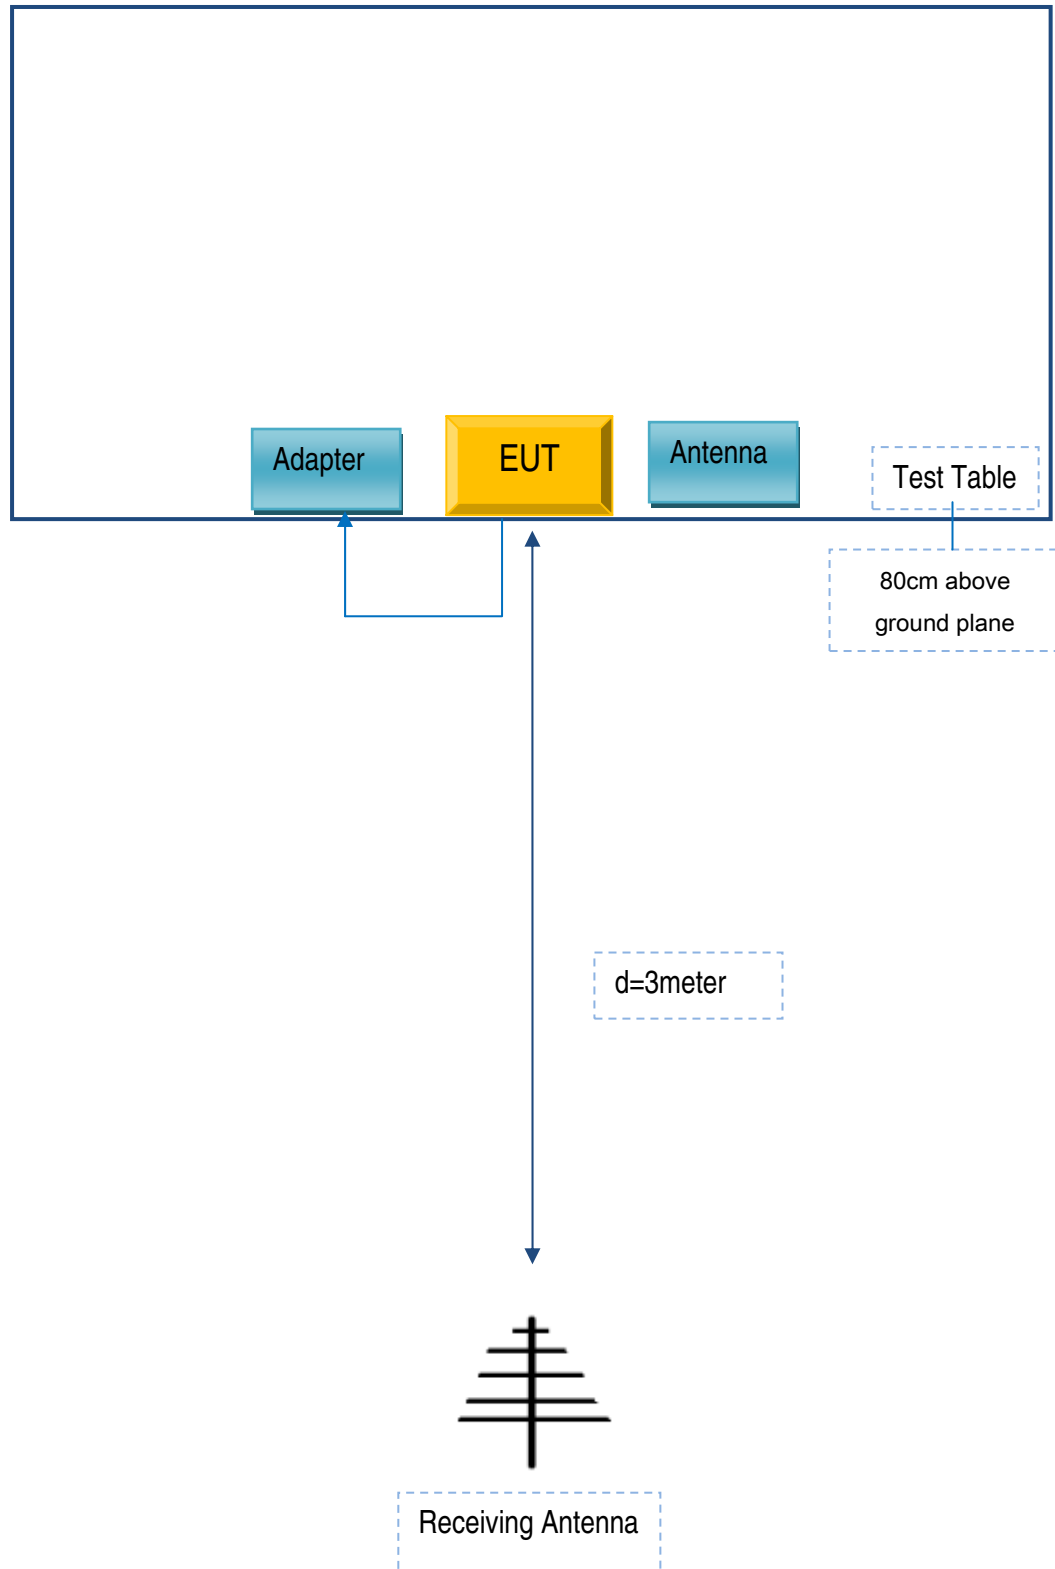 Adapter
EUT
Antenna
Test Table
80cm above
ground plane
d=3meter
Receiving Antenna